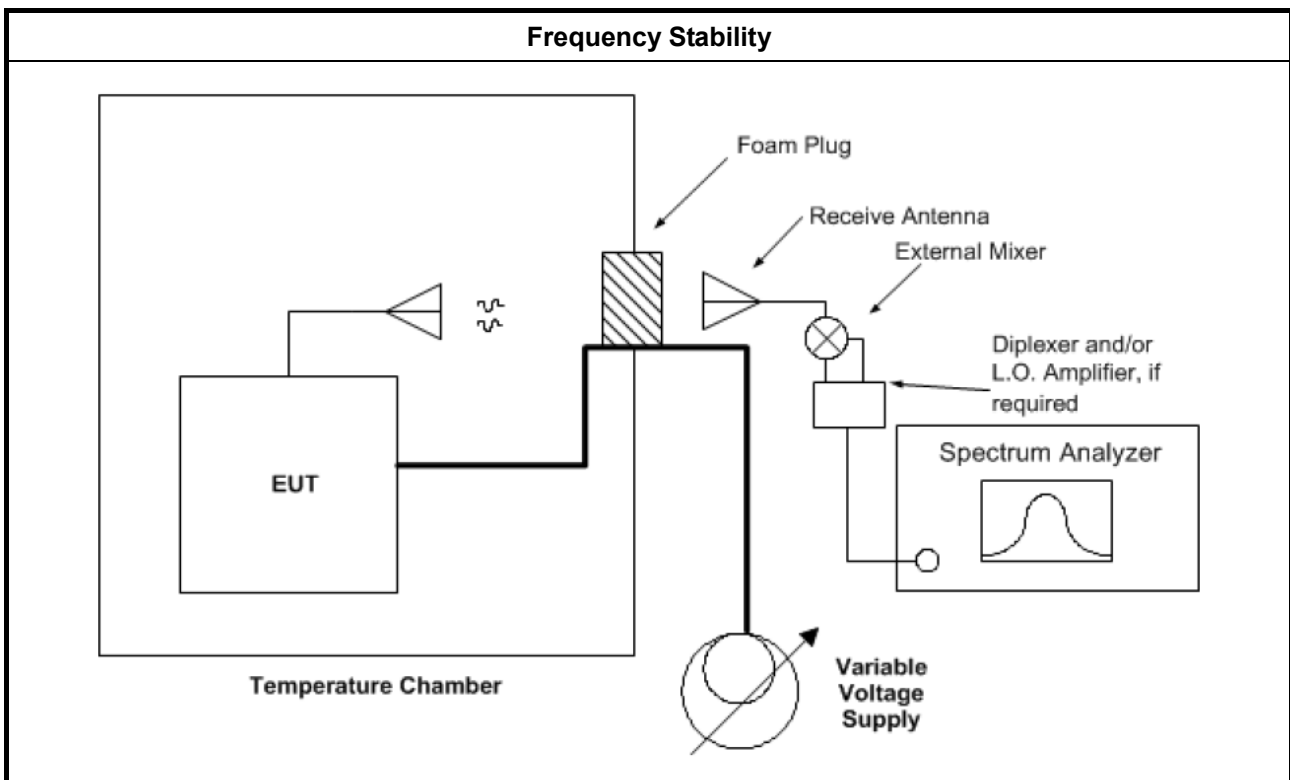 Frequency Stability
Foam Plug
Receive Antenna
External Mixer
Diplexer and/or
L.O. Amplifier, if
required
Spectrum Analyzer
EUT
Temperature Chamber
Variable
Voltage
Supply